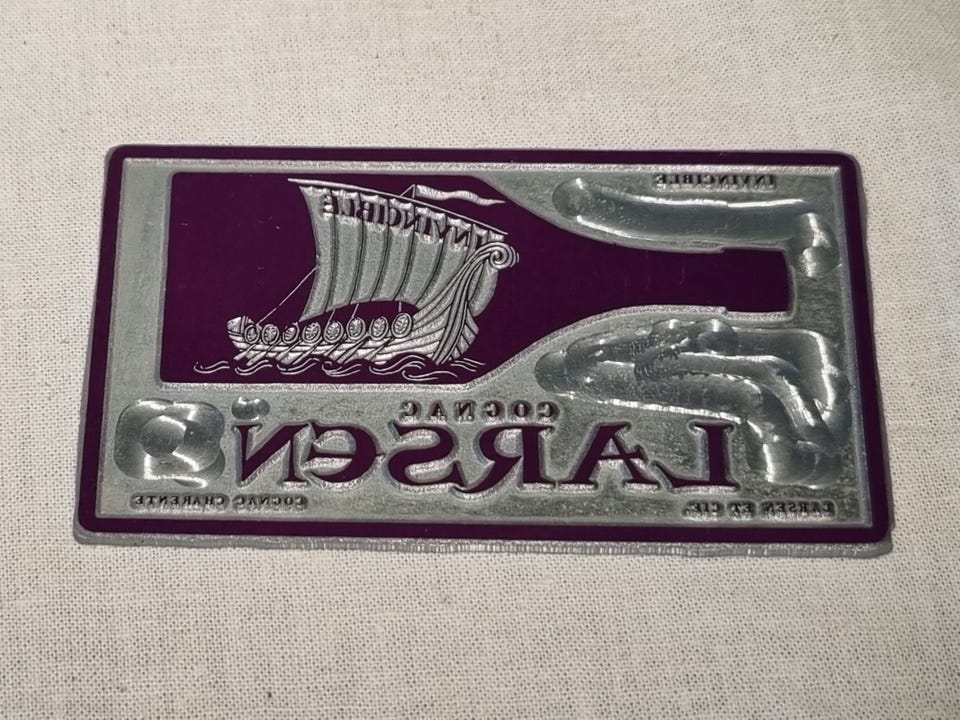 INVINCIBLE
INVINCIBLE
COGNAC
LARSEN
LARSEN ET CIE. COGNAC CHARENTE